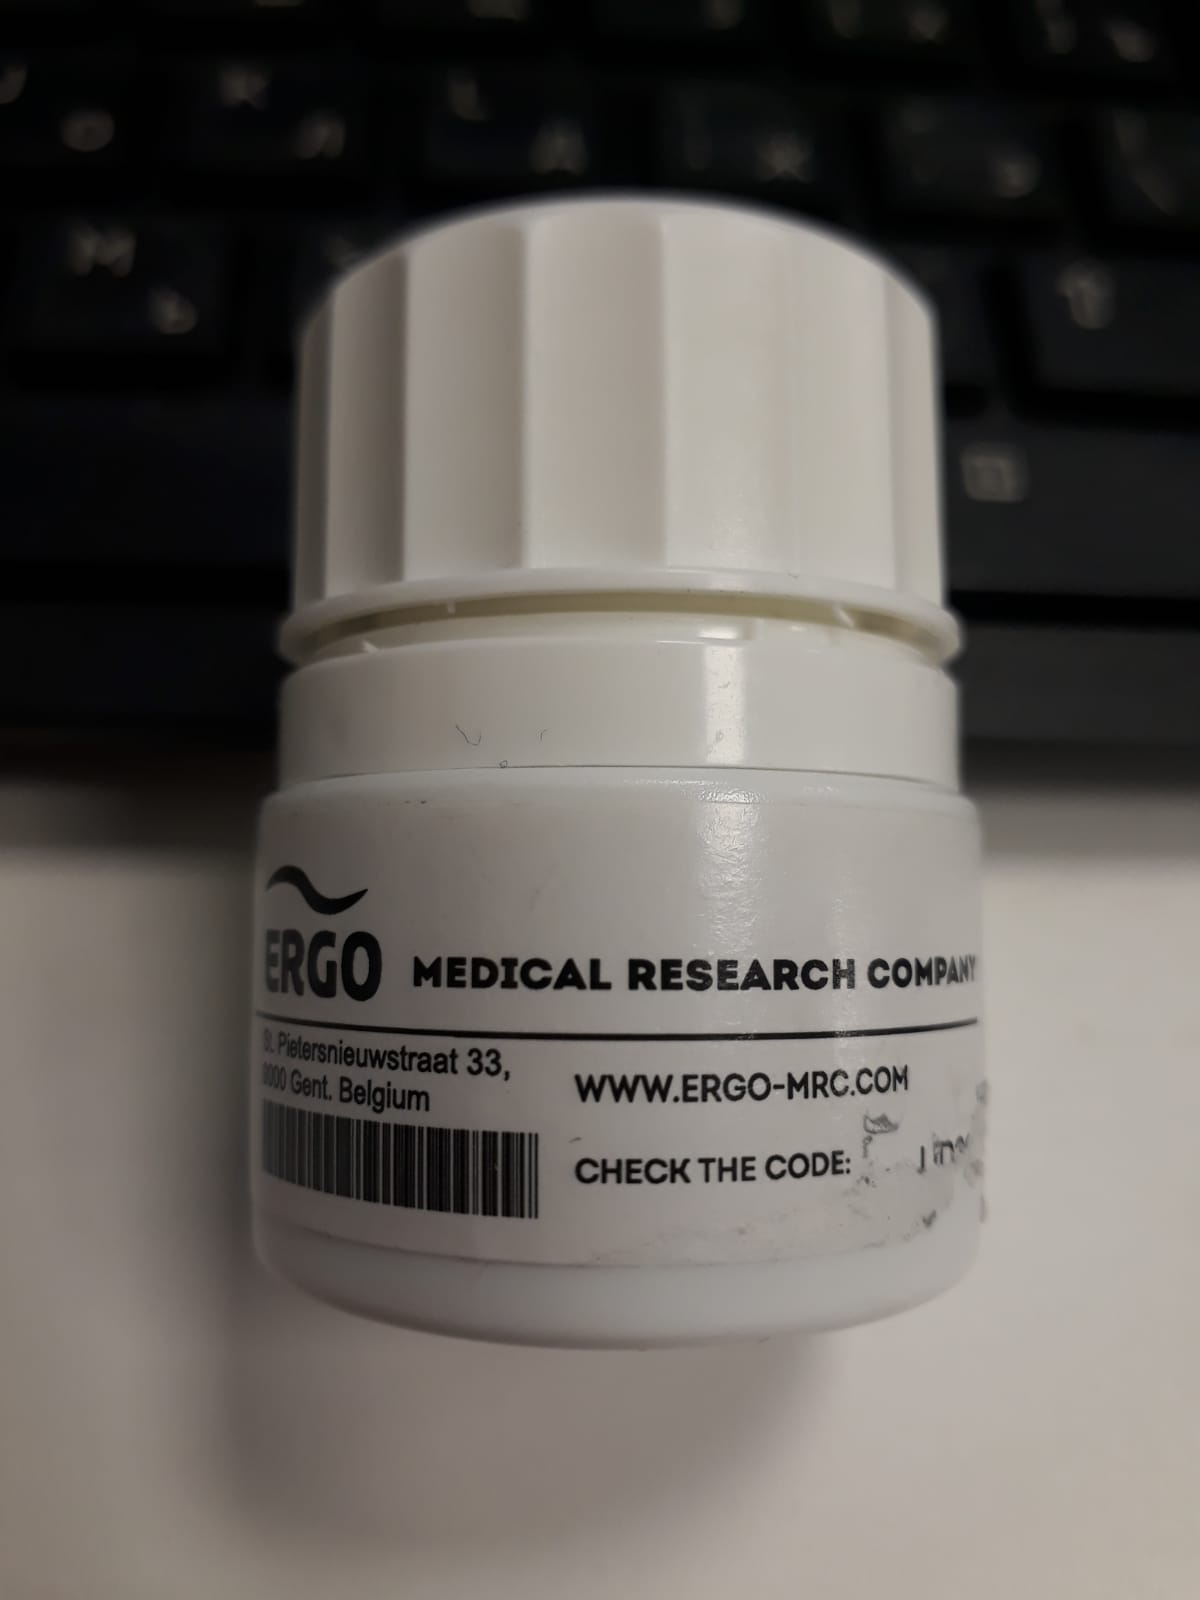 ERGO MEDICAL RESEARCH COMPANY
St. Pietersnieuwstraat 33,
9000 Gent. Belgium
WWW.ERGO-MRC.COM
CHECK THE CODE: